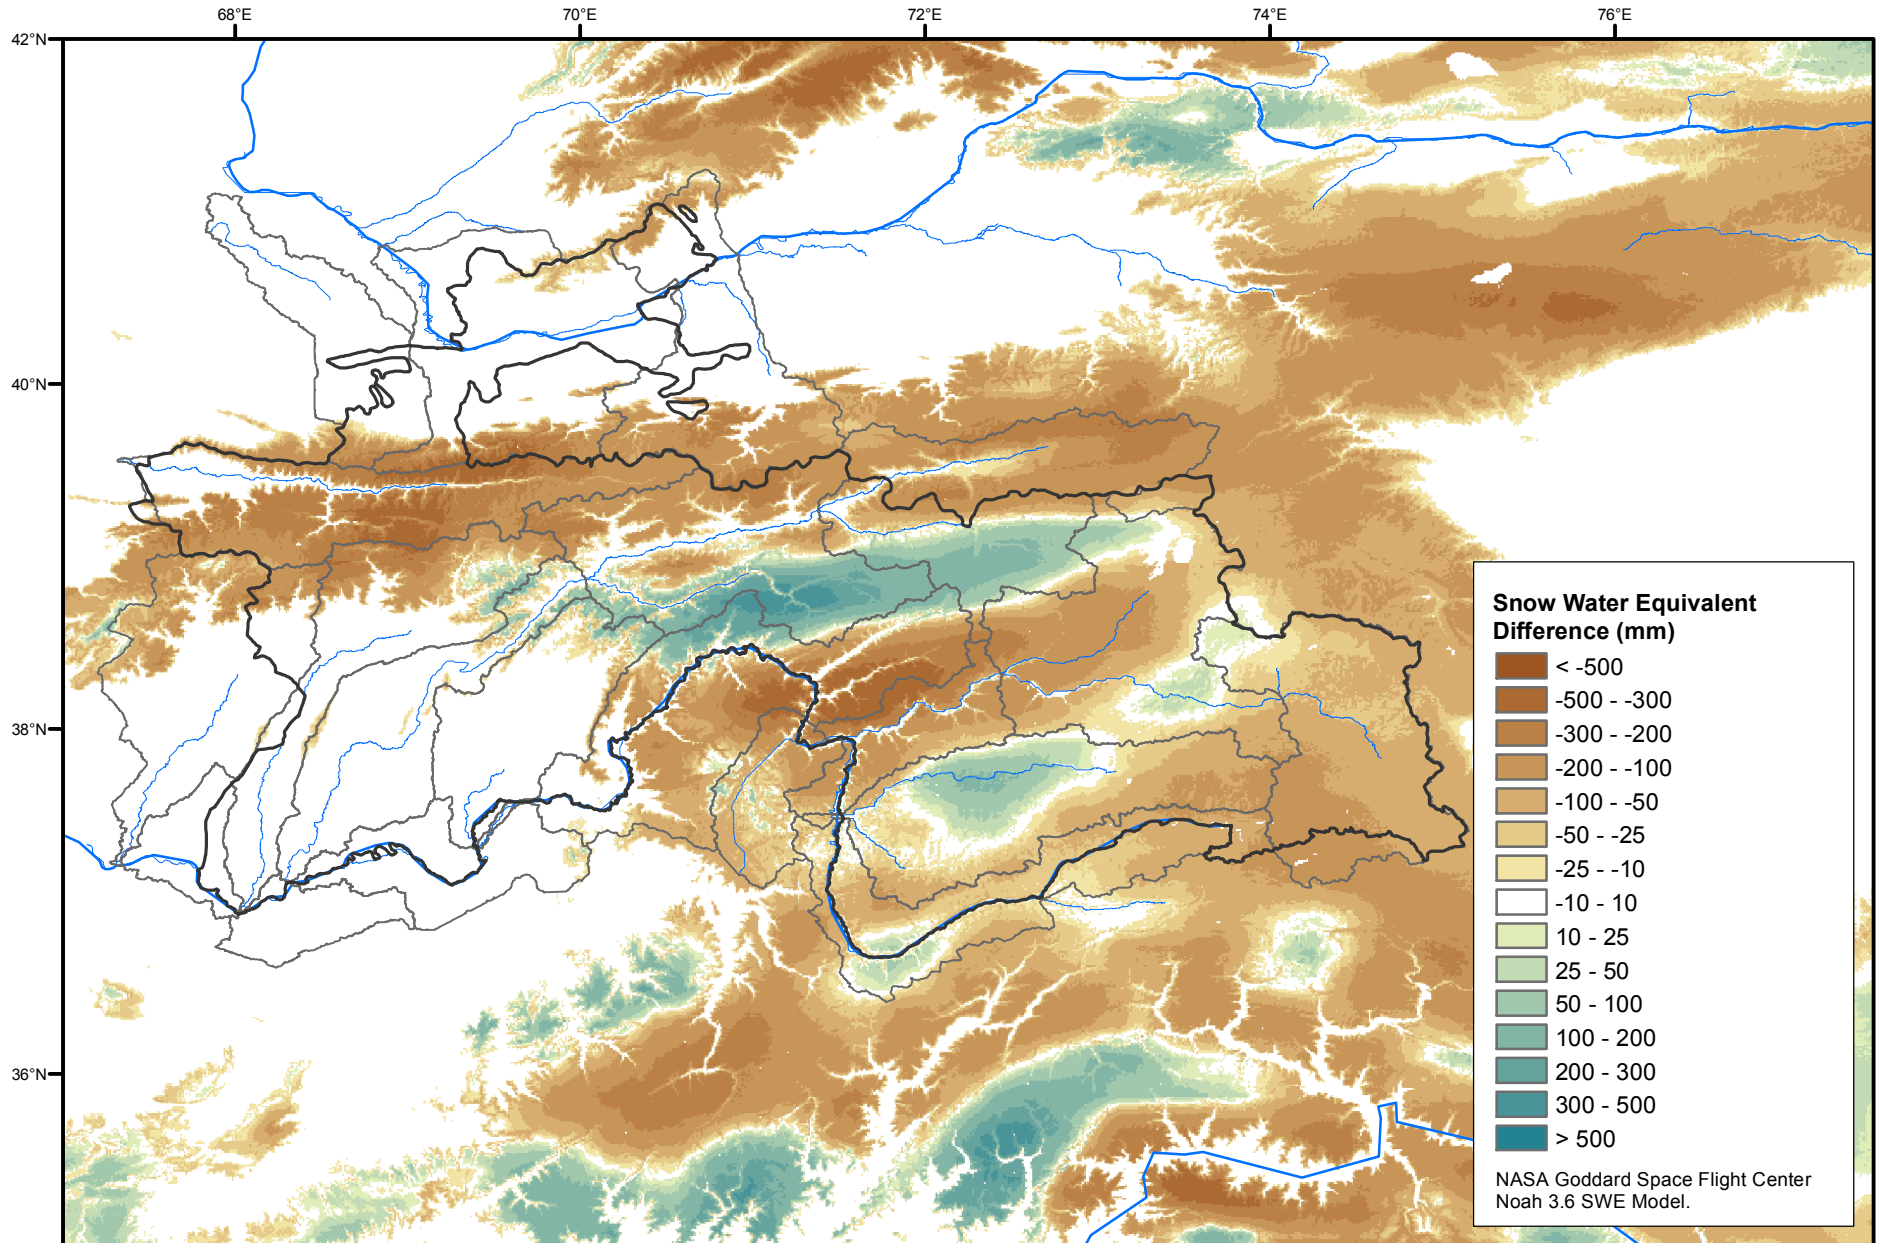 68°E 70°E 72°E 74°E 76°E
42°N
40°N
38°N
36°N
Snow Water Equivalent
Difference (mm)
< -500
-500 - -300
-300 - -200
-200 - -100
-100 - -50
-50 - -25
-25 - -10
-10 - 10
10 - 25
25 - 50
50 - 100
100 - 200
200 - 300
300 - 500
> 500
NASA Goddard Space Flight Center
Noah 3.6 SWE Model.